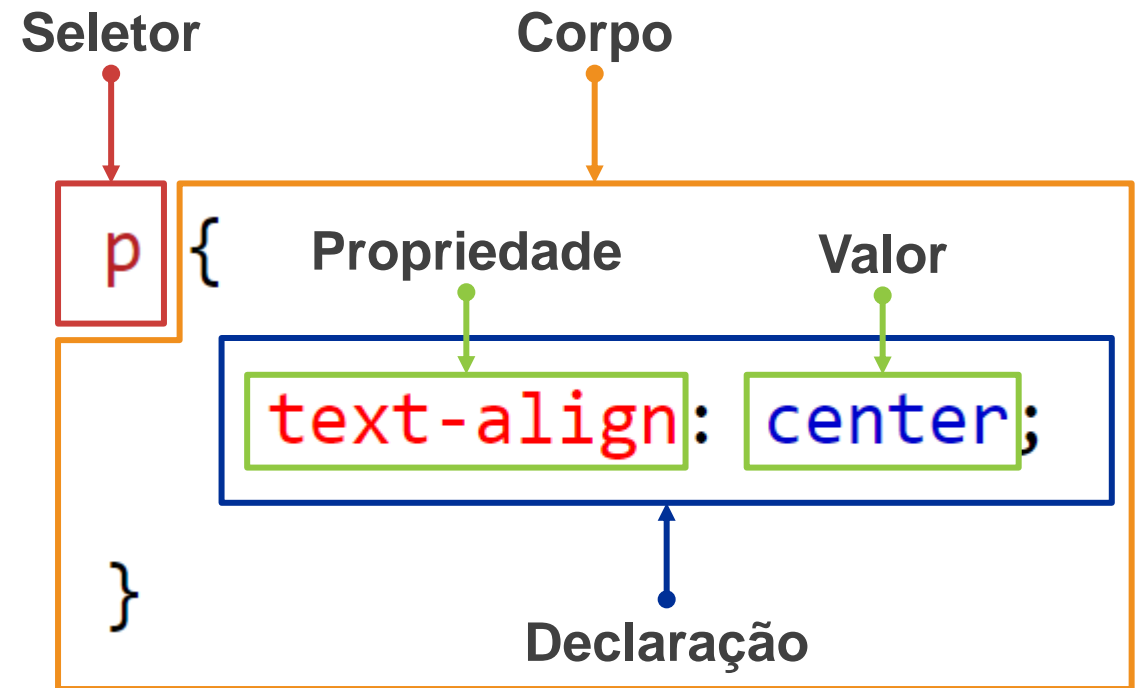 Seletor Corpo
p {
Propriedade Valor
text-align: center;
}
Declaração